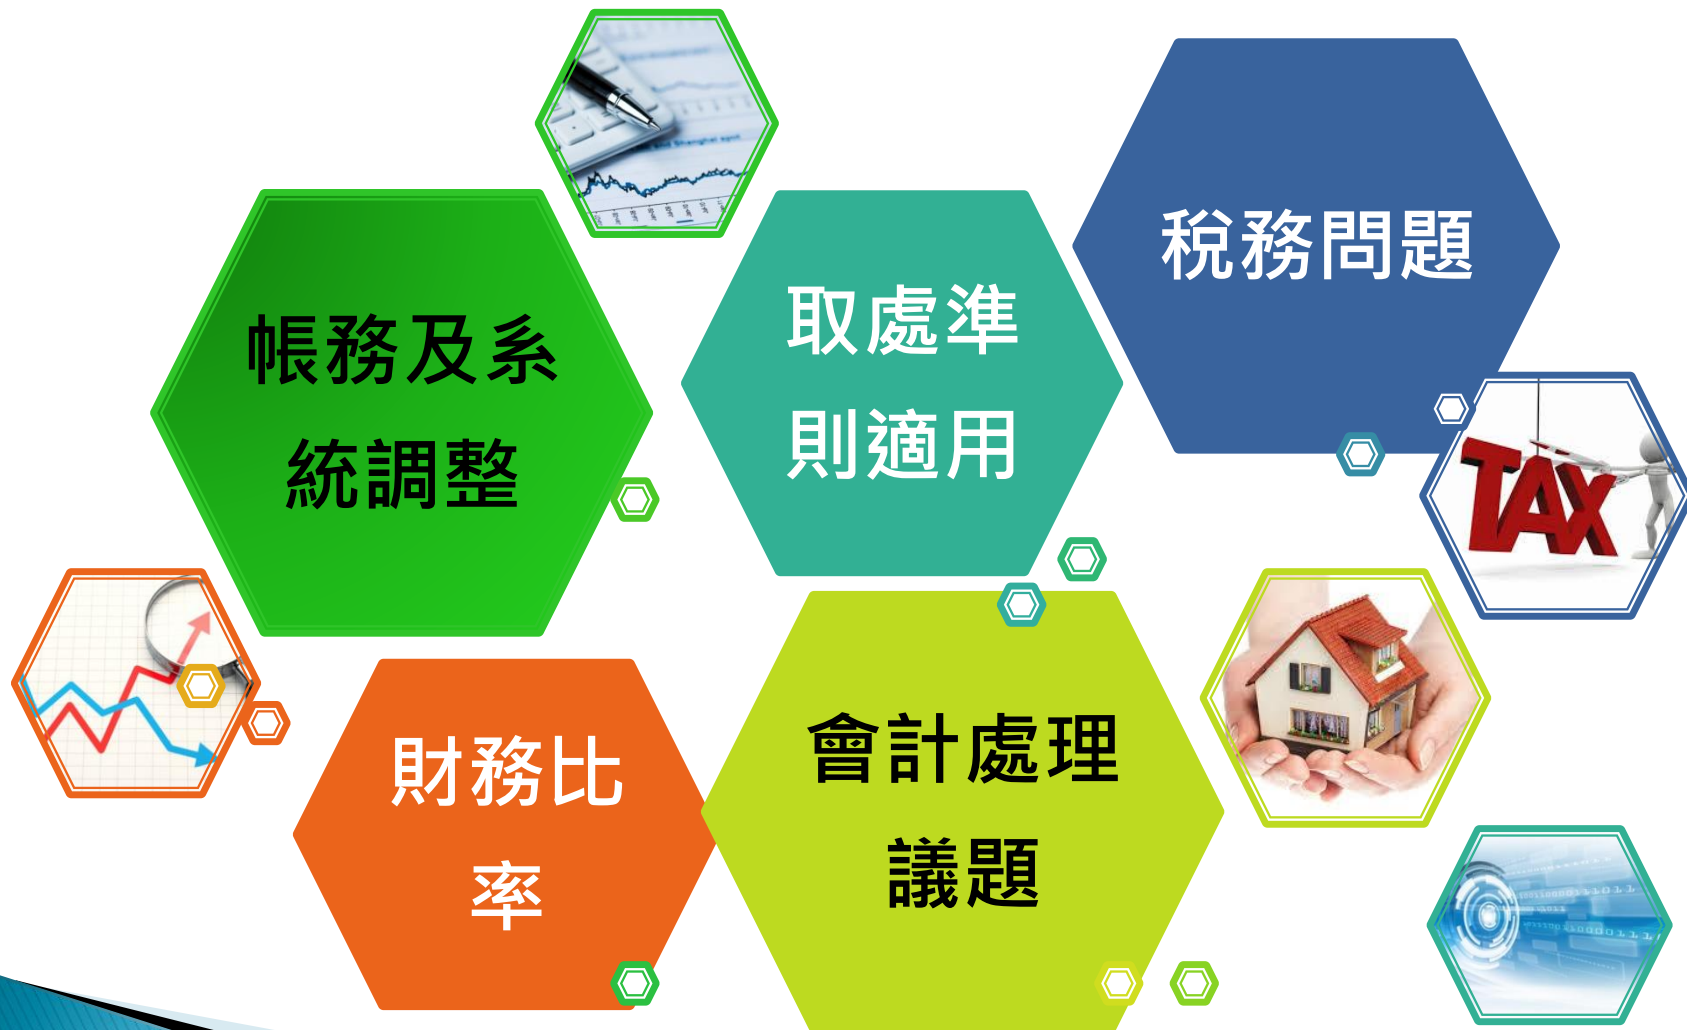 帳務及系
統調整
取處準
則適用
稅務問題
TAX
財務比
率
會計處理
議題